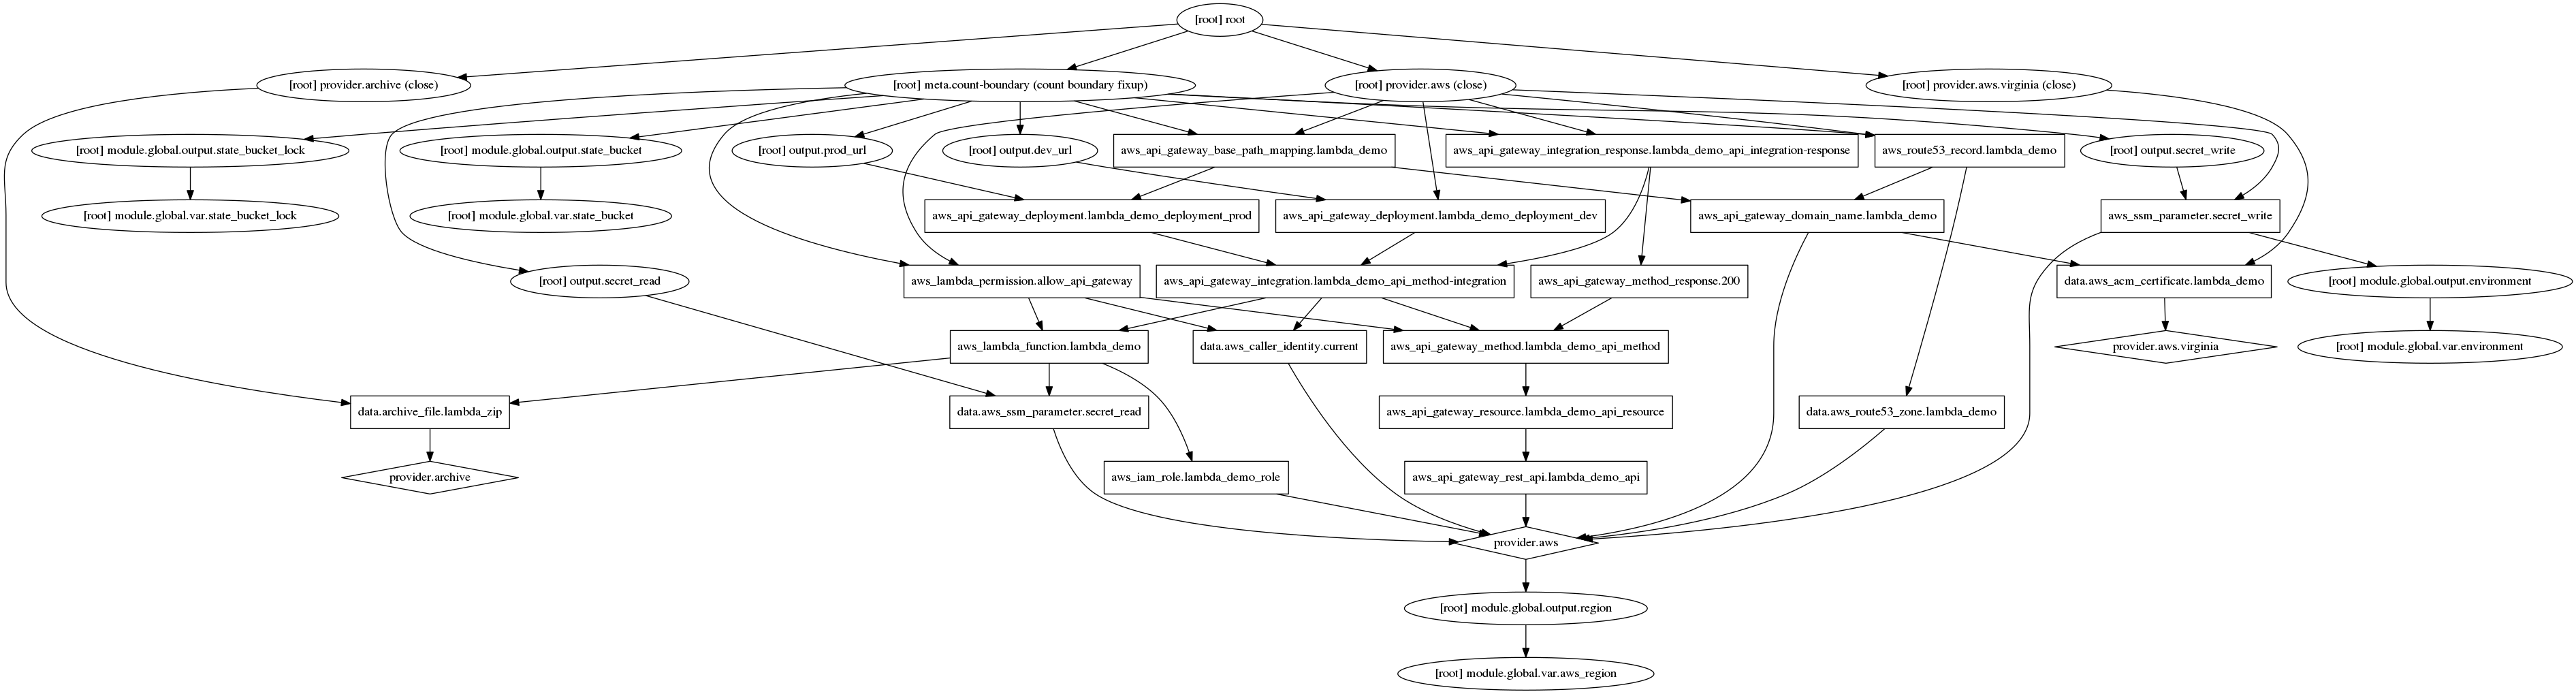 [root] root
[root] provider.archive (close)
[root] meta.count-boundary (count boundary fixup)
[root] provider.aws (close)
[root] provider.aws.virginia (close)
[root] module.global.output.state_bucket_lock
[root] module.global.output.state_bucket
[root] output.prod_url
[root] output.dev_url
aws_api_gateway_base_path_mapping.lambda_demo
aws_api_gateway_integration_response.lambda_demo_api_integration-response
aws_route53_record.lambda_demo
[root] output.secret_write
[root] module.global.var.state_bucket_lock
[root] module.global.var.state_bucket
aws_api_gateway_deployment.lambda_demo_deployment_prod
aws_api_gateway_deployment.lambda_demo_deployment_dev
aws_api_gateway_domain_name.lambda_demo
aws_ssm_parameter.secret_write
[root] output.secret_read
aws_lambda_permission.allow_api_gateway
aws_api_gateway_integration.lambda_demo_api_method-integration
aws_api_gateway_method_response.200
data.aws_acm_certificate.lambda_demo
[root] module.global.output.environment
aws_lambda_function.lambda_demo
data.aws_caller_identity.current
aws_api_gateway_method.lambda_demo_api_method
provider.aws.virginia
[root] module.global.var.environment
data.archive_file.lambda_zip
data.aws_ssm_parameter.secret_read
aws_api_gateway_resource.lambda_demo_api_resource
data.aws_route53_zone.lambda_demo
provider.archive
aws_iam_role.lambda_demo_role
aws_api_gateway_rest_api.lambda_demo_api
provider.aws
[root] module.global.output.region
[root] module.global.var.aws_region